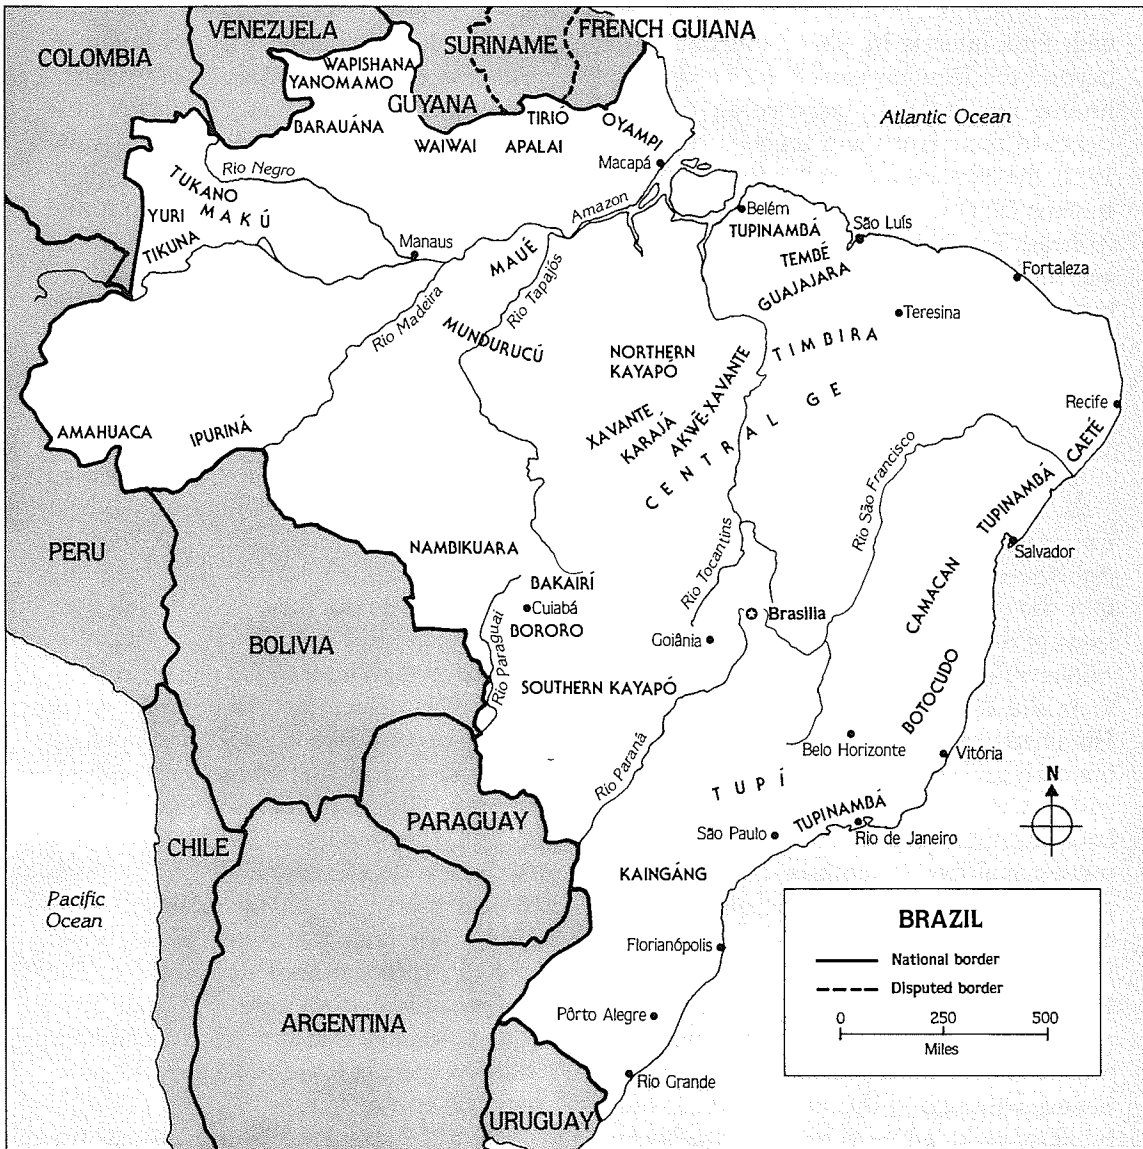 VENEZUELA
FRENCH GUIANA
COLOMBIA
SURINAME
WAPISHANA
YANOMAMO
GUYANA
BARAUÁNA
TIRIÓ
OYAMPI
WAIWAI
APALAI
Atlantic Ocean
Macapá
Rio Negro
TUKANO
MAKÚ
YURI
TIKUNA
Amazon
Belém
TUPINAMBÁ
São Luís
Manaus
MAUÉ
Rio Tapajós
TEMBÉ
GUAJAJARA
Fortaleza
Rio Madeira
Teresina
MUNDURUCÚ
NORTHERN
KAYAPÓ
TIMBIRA
XAVANTE
KARAJÁ
AKWẼ-XAVANTE
CENTRAL GE
Recife
CAETÉ
AMAHUACA
IPURINÁ
Rio São Francisco
TUPINAMBÁ
PERU
NAMBIKUARA
Salvador
BAKAIRÍ
Rio Tocantins
Cuiabá
Brasilia
CAMACAN
BORORO
Goiânia
BOLIVIA
Rio Paraguai
SOUTHERN KAYAPÓ
BOTOCUDO
Belo Horizonte
Vitória
Rio Paraná
TUPÍ
N
TUPINAMBÁ
PARAGUAY
São Paulo
Rio de Janeiro
CHILE
KAINGÁNG
Pacific
Ocean
BRAZIL
Florianópolis
National border
Disputed border
Pôrto Alegre
ARGENTINA
0 250 500
Miles
Rio Grande
URUGUAY